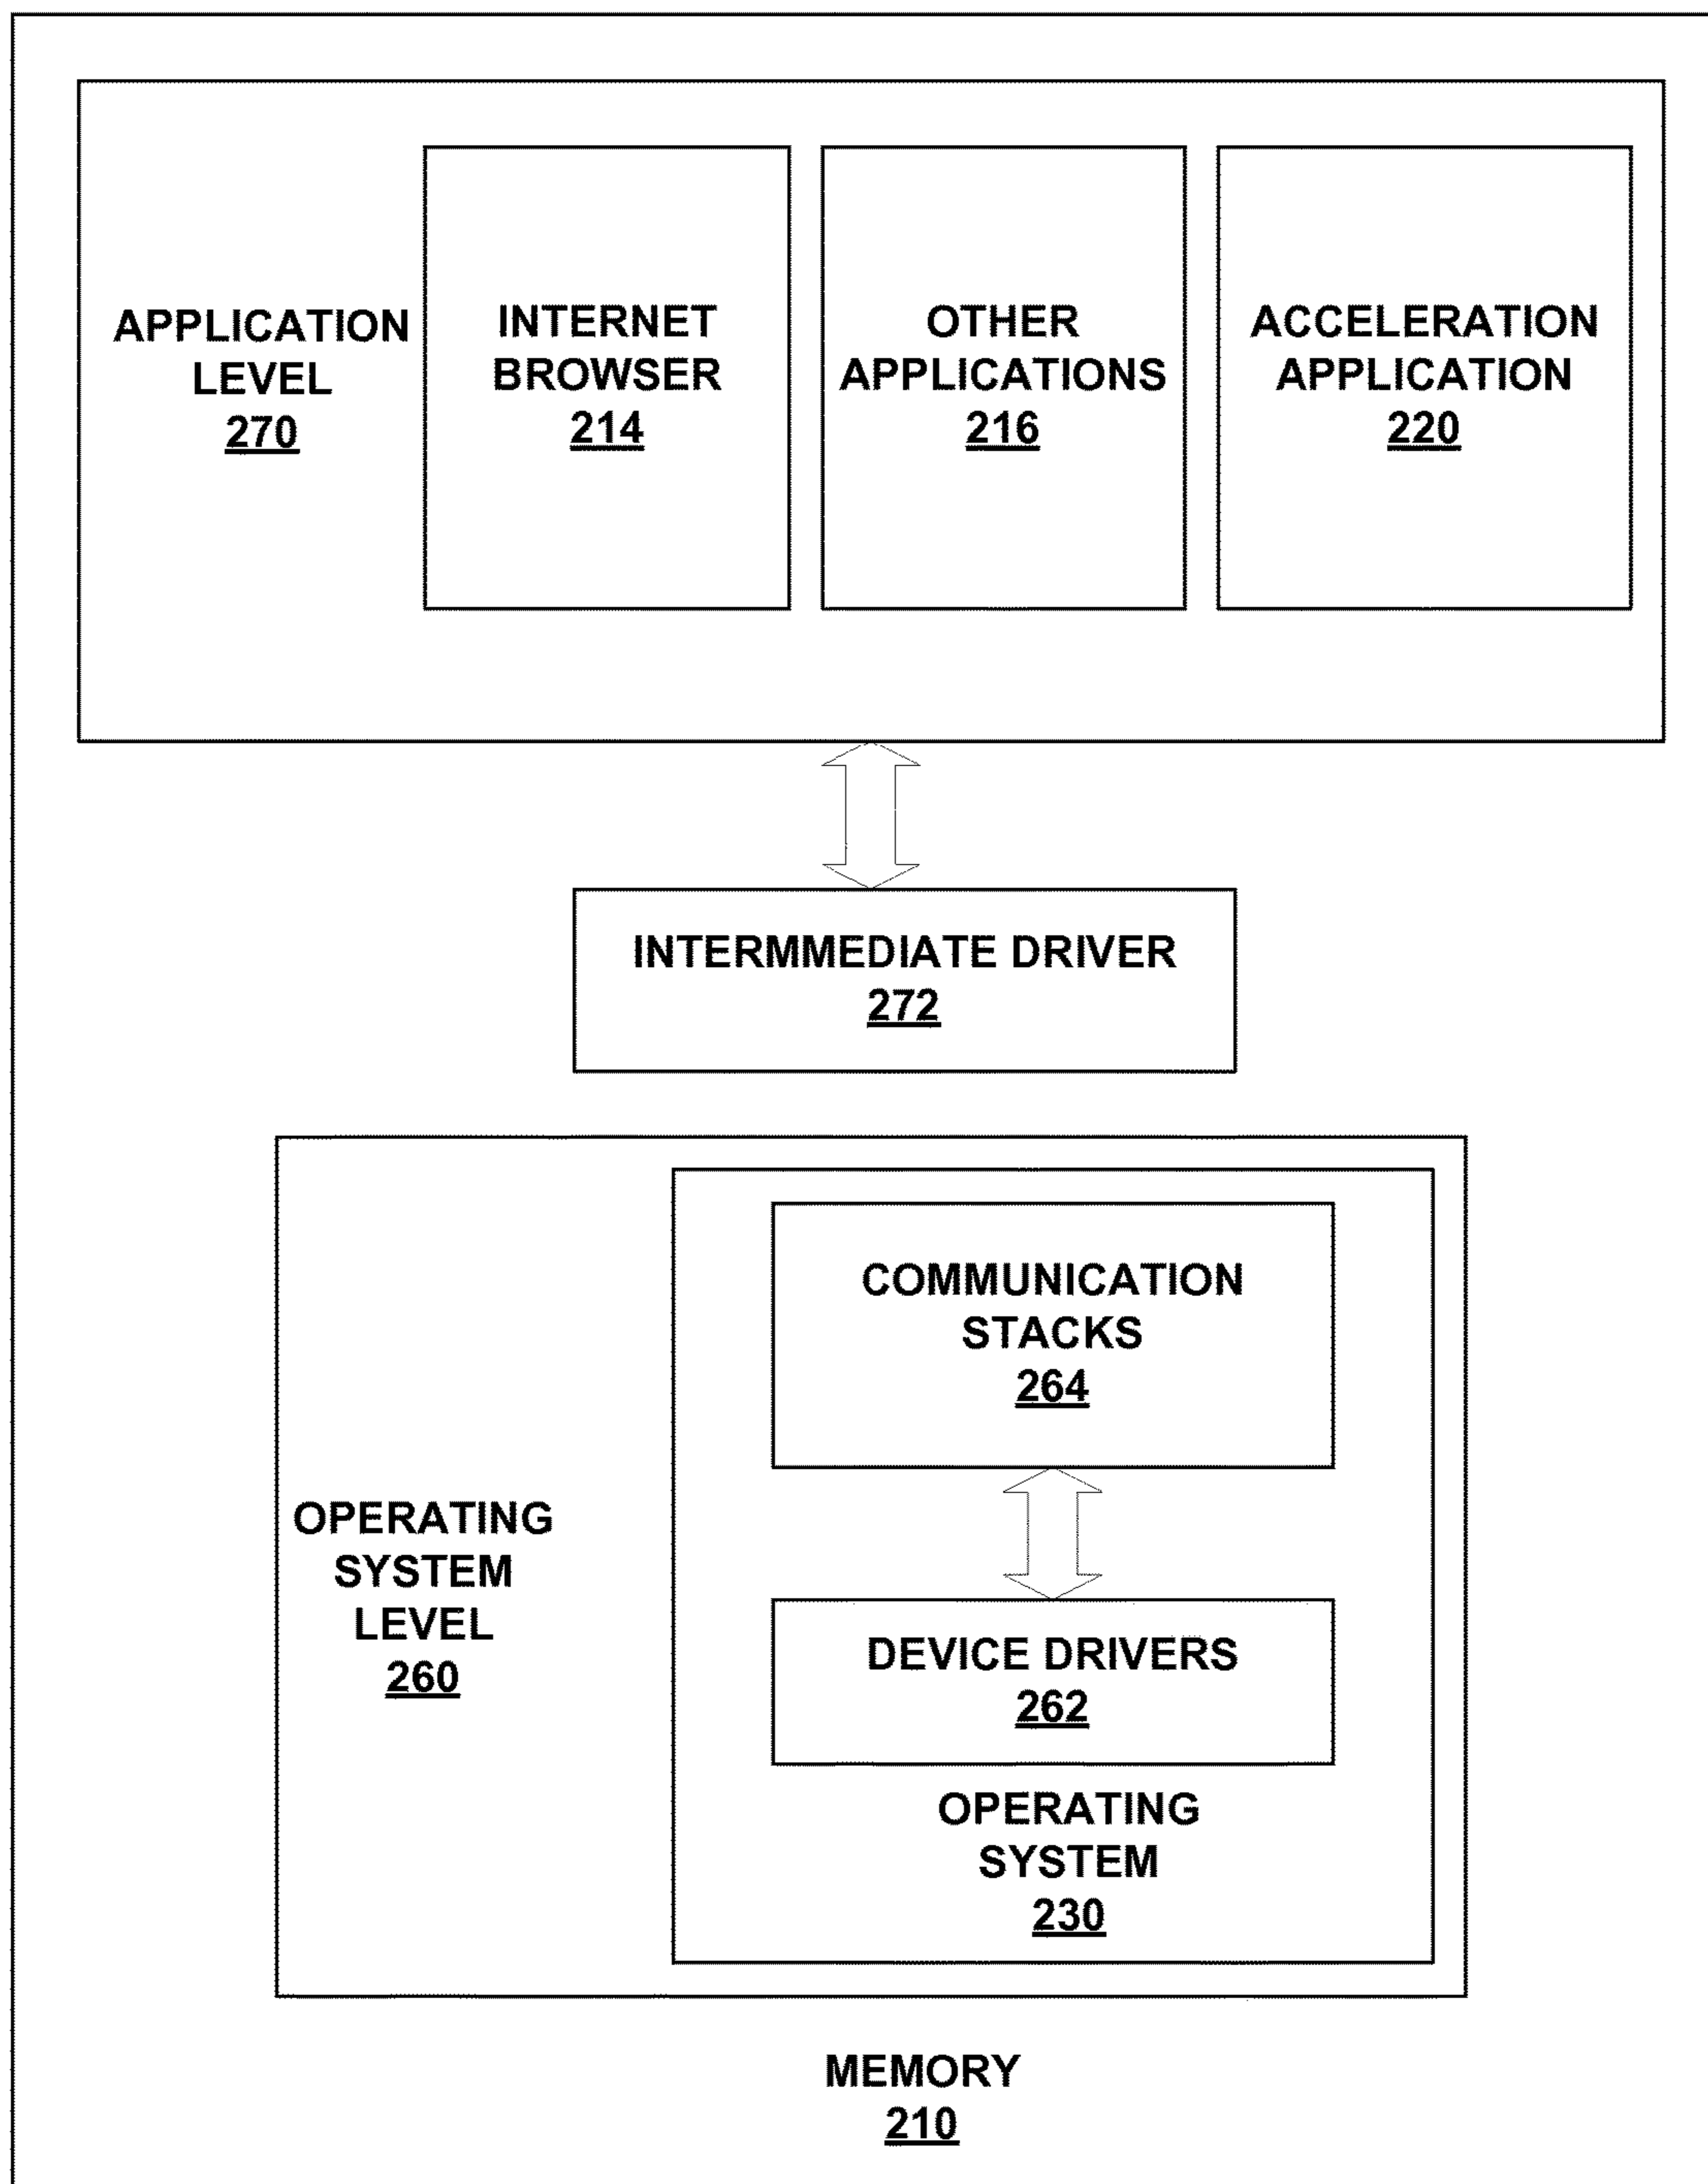 APPLICATION
LEVEL
270
INTERNET
BROWSER
214
OTHER
APPLICATIONS
216
ACCELERATION
APPLICATION
220
INTERMMEDIATE DRIVER
272
OPERATING
SYSTEM
LEVEL
260
COMMUNICATION
STACKS
264
DEVICE DRIVERS
262
OPERATING
SYSTEM
230
MEMORY
210